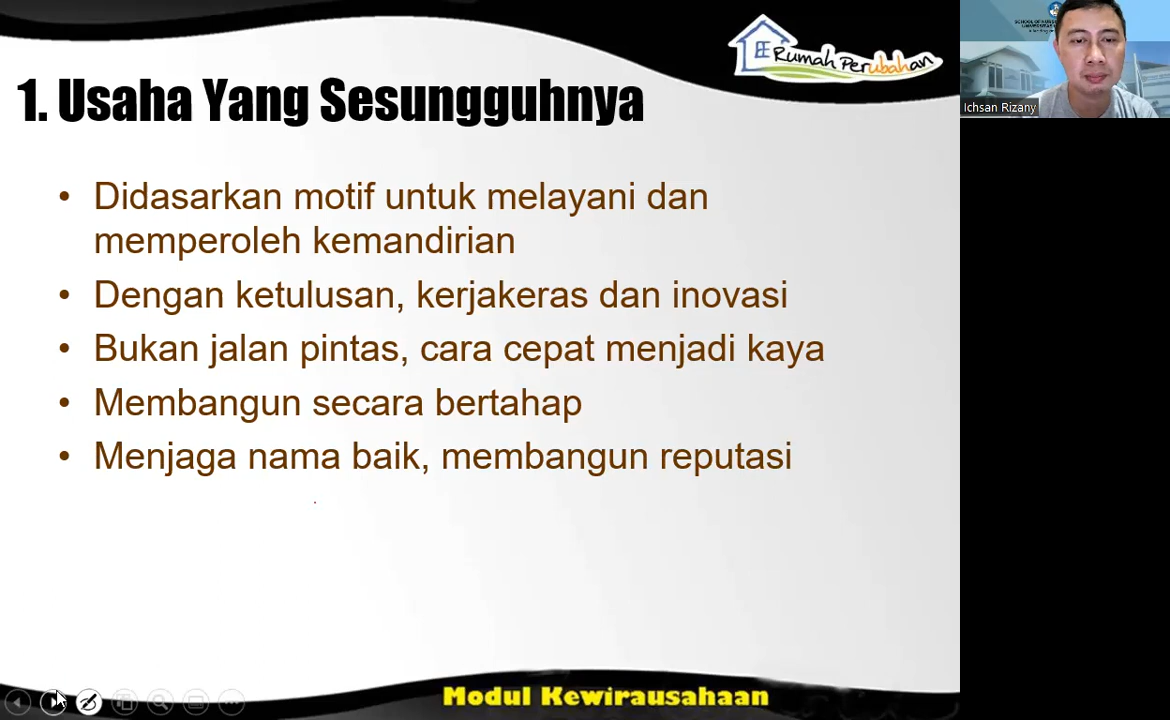 Rumah Perubahan
1. Usaha Yang Sesungguhnya
• Didasarkan motif untuk melayani dan
memperoleh kemandirian
• Dengan ketulusan, kerjakeras dan inovasi
• Bukan jalan pintas, cara cepat menjadi kaya
• Membangun secara bertahap
• Menjaga nama baik, membangun reputasi
Modul Kewirausahaan
Ichsan Rizany